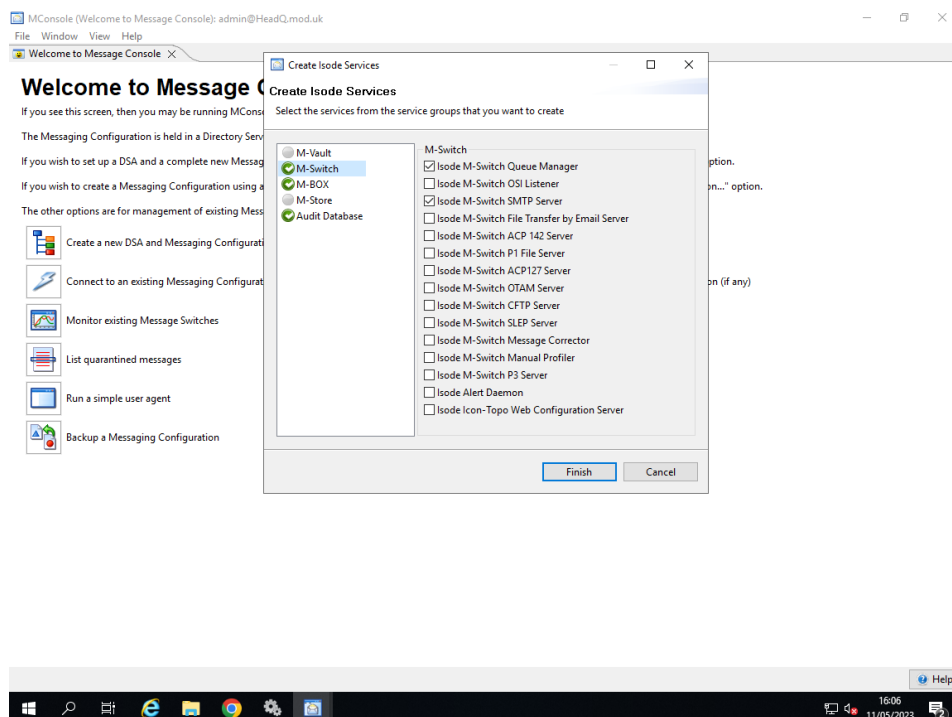 MConsole (Welcome to Message Console): admin@HeadQ.mod.uk
File Window View Help
Welcome to Message Console
Welcome to Message C
If you see this screen, then you may be running MConso
The Messaging Configuration is held in a Directory Serv
If you wish to set up a DSA and a complete new Messag
ption.
If you wish to create a Messaging Configuration using a
on..." option.
The other options are for management of existing Mess
Create a new DSA and Messaging Configurati
Connect to an existing Messaging Configurat
on (if any)
Monitor existing Message Switches
List quarantined messages
Run a simple user agent
Backup a Messaging Configuration
Create Isode Services
Create Isode Services
Select the services from the service groups that you want to create
M-Vault
M-Switch
M-BOX
M-Store
Audit Database
M-Switch
Isode M-Switch Queue Manager
Isode M-Switch OSI Listener
Isode M-Switch SMTP Server
Isode M-Switch File Transfer by Email Server
Isode M-Switch ACP 142 Server
Isode M-Switch P1 File Server
Isode M-Switch ACP127 Server
Isode M-Switch OTAM Server
Isode M-Switch CFTP Server
Isode M-Switch SLEP Server
Isode M-Switch Message Corrector
Isode M-Switch Manual Profiler
Isode M-Switch P3 Server
Isode Alert Daemon
Isode Icon-Topo Web Configuration Server
Finish Cancel
Help
16:06
11/05/2023
2